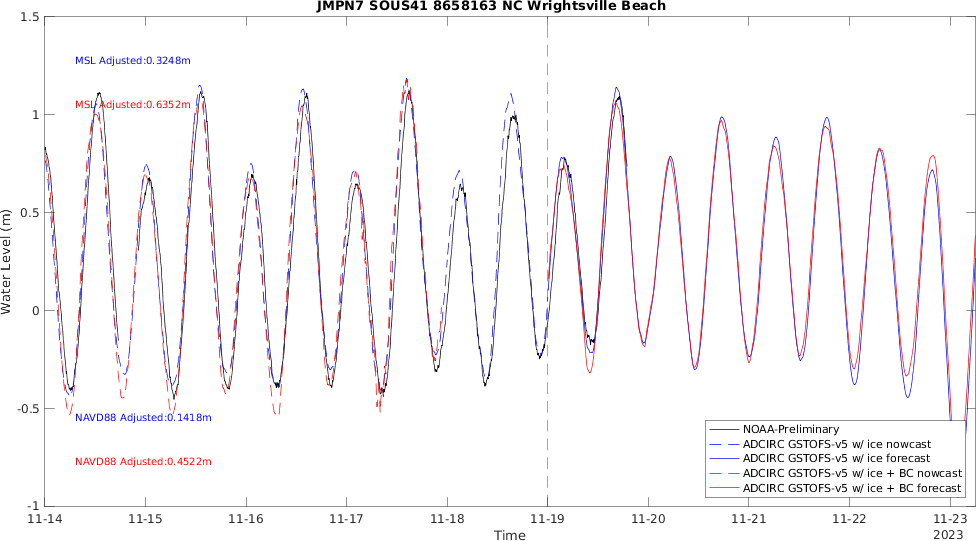 JMPN7 SOUS41 8658163 NC Wrightsville Beach
1.5
1
0.5
0
-0.5
-1
Water Level (m)
MSL Adjusted:0.3248m
MSL Adjusted:0.6352m
NAVD88 Adjusted:0.1418m
NAVD88 Adjusted:0.4522m
NOAA-Preliminary
ADCIRC GSTOFS-v5 w/ ice nowcast
ADCIRC GSTOFS-v5 w/ ice forecast
ADCIRC GSTOFS-v5 w/ ice + BC nowcast
ADCIRC GSTOFS-v5 w/ ice + BC forecast
11-14 11-15 11-16 11-17 11-18 11-19 11-20 11-21 11-22 11-23
2023
Time